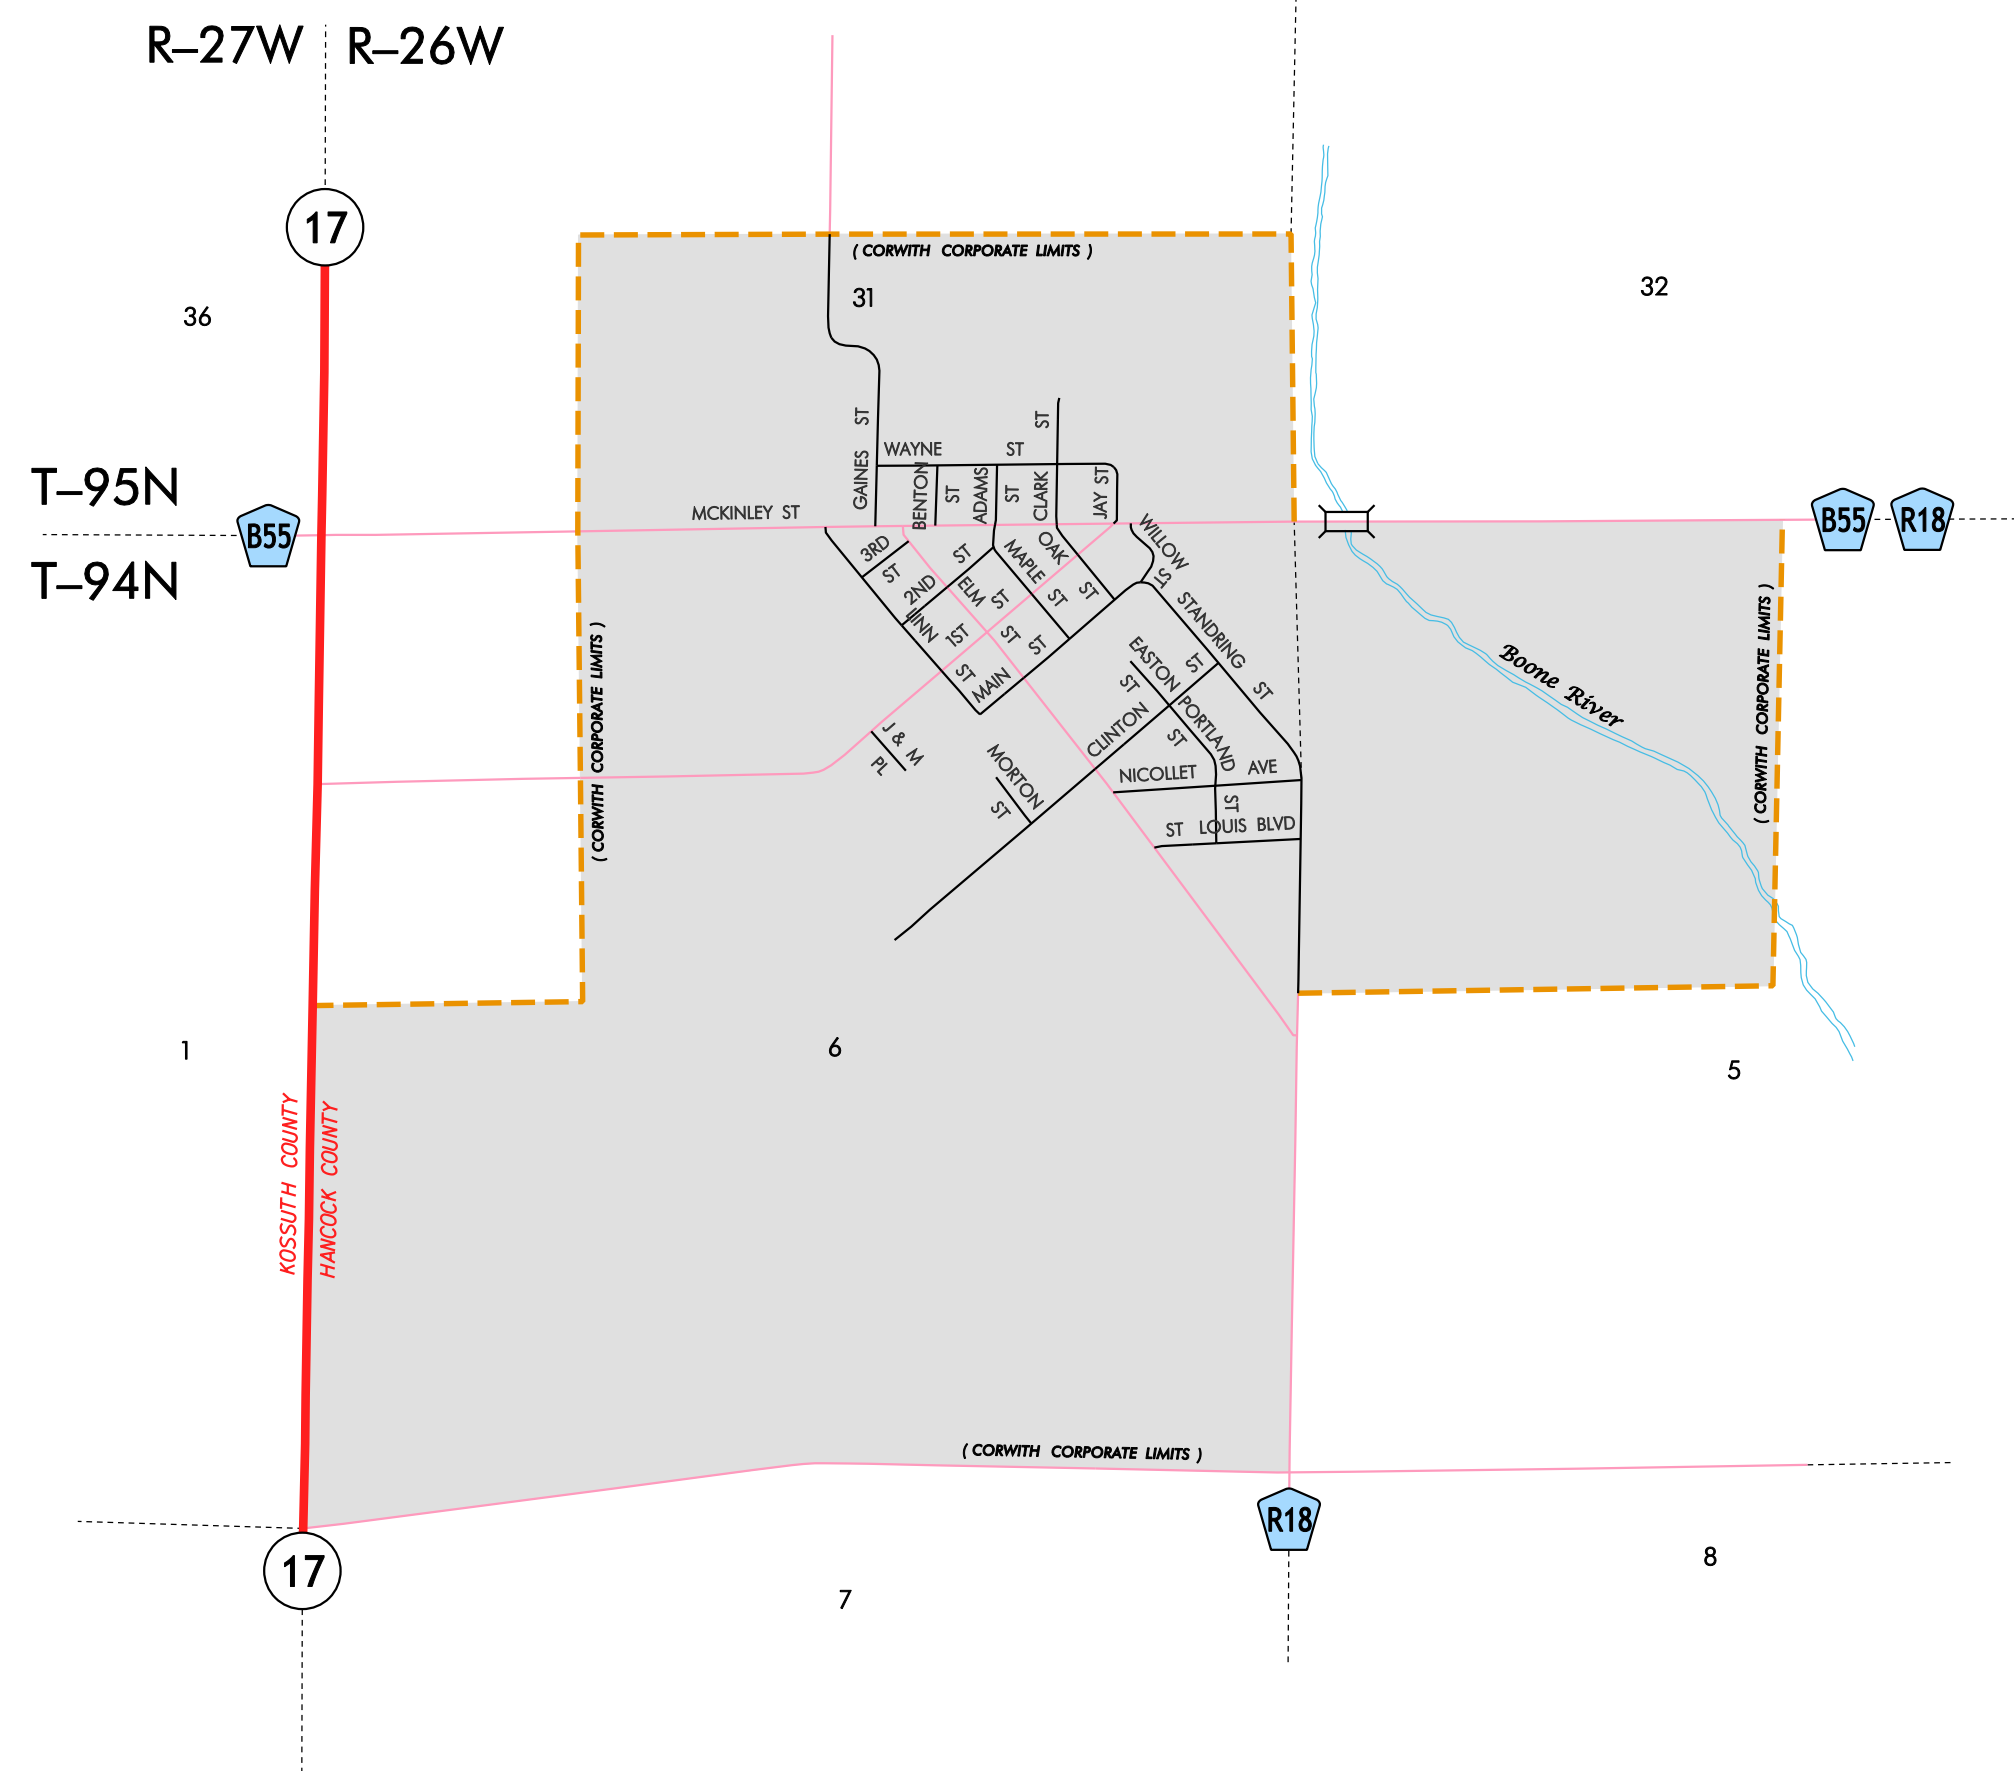 R–27W
R–26W
17
( CORWITH CORPORATE LIMITS )
31
32
36
T–95N
T–94N
B55
B55
R18
MCKINLEY ST
GAINES ST
WAYNE ST
BENTON ST
ADAMS ST
CLARK ST
JAY ST
WILLOW ST
3RD ST
2ND ST
1ST ST
LINN ST
ELM ST
MAPLE ST
OAK ST
MAIN ST
STANDRING ST
EASTON ST
PORTLAND ST
CLINTON ST
MORTON ST
NICOLLET AVE
ST LOUIS BLVD
J & M PL
Boone River
( CORWITH CORPORATE LIMITS )
( CORWITH CORPORATE LIMITS )
1
6
5
KOSSUTH COUNTY
HANCOCK COUNTY
( CORWITH CORPORATE LIMITS )
R18
17
7
8